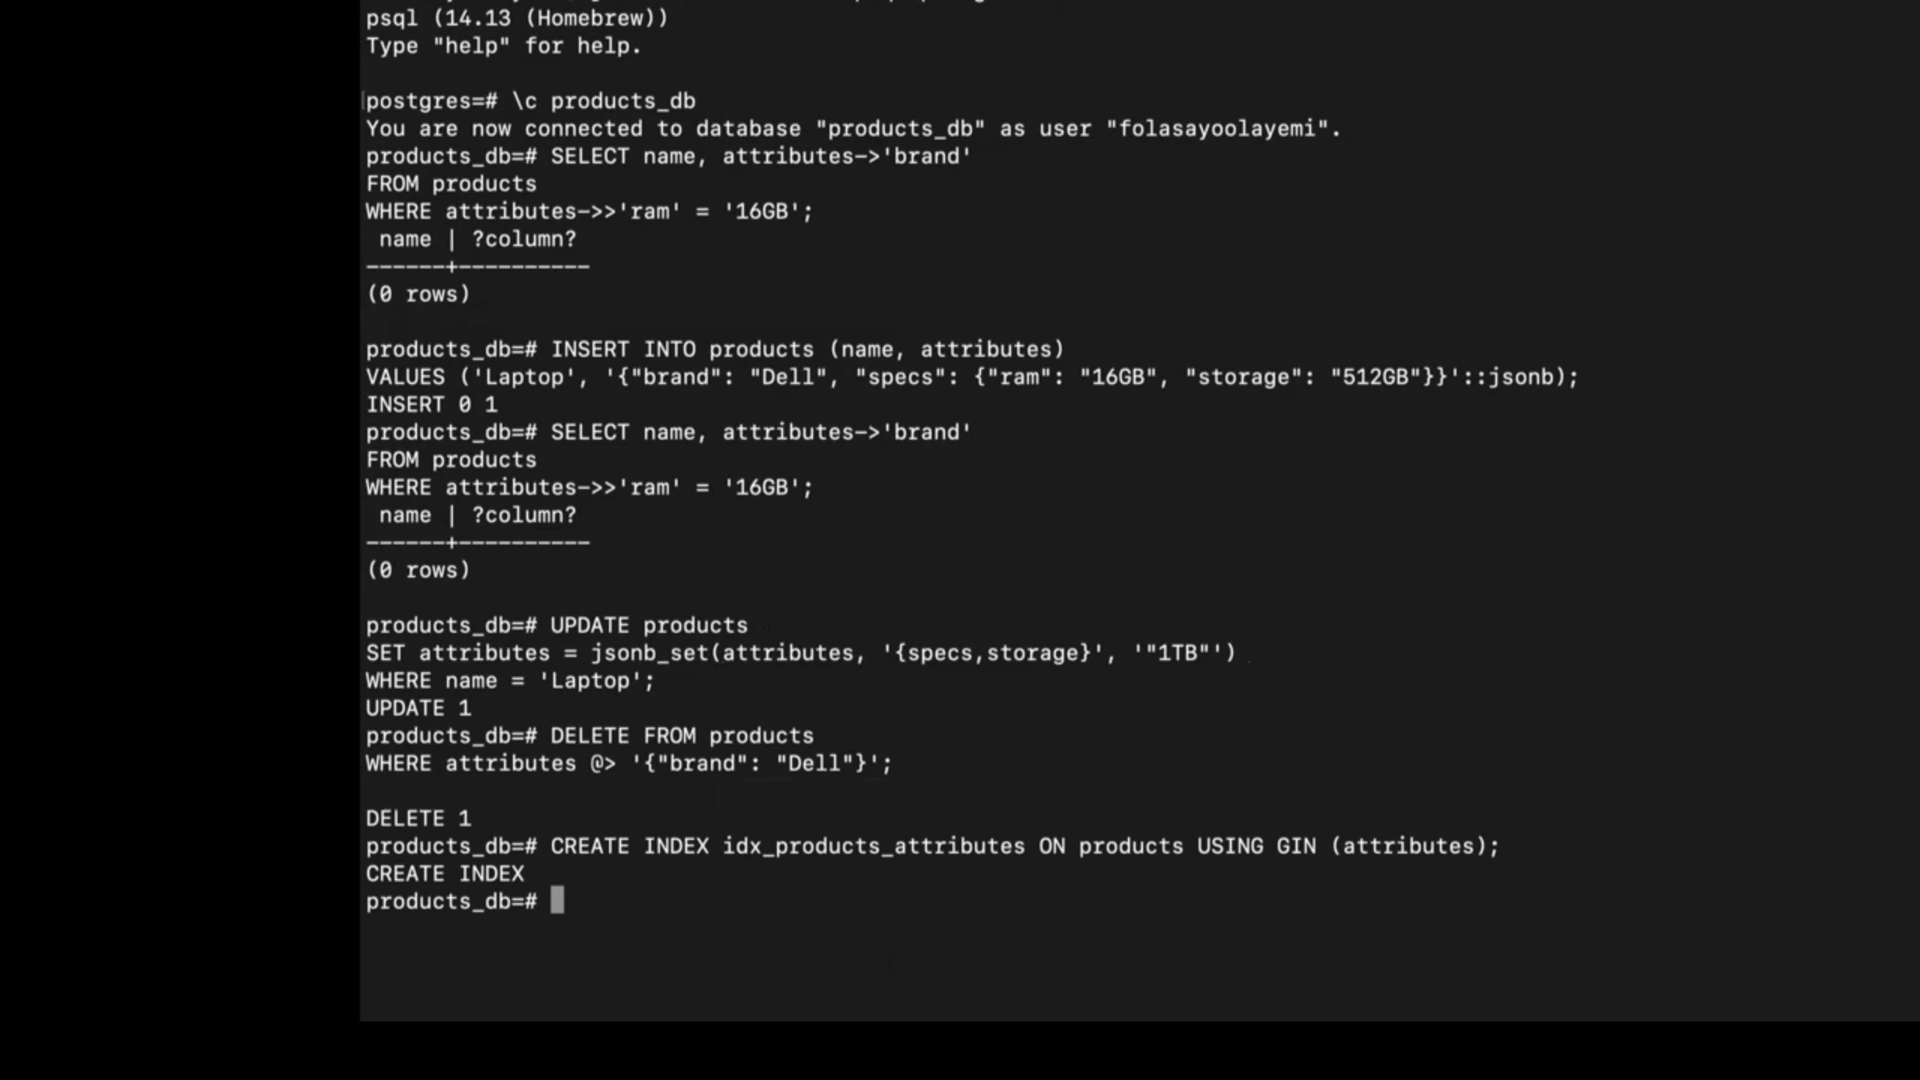 psql (14.13 (Homebrew))
Type "help" for help.
postgres=# \c products_db
You are now connected to database "products_db" as user "folasayoolayemi".
products_db=# SELECT name, attributes->'brand'
FROM products
WHERE attributes->>'ram' = '16GB';
 name | ?column?
------+----------
(0 rows)
products_db=# INSERT INTO products (name, attributes)
VALUES ('Laptop', '{"brand": "Dell", "specs": {"ram": "16GB", "storage": "512GB"}}'::jsonb);
INSERT 0 1
products_db=# SELECT name, attributes->'brand'
FROM products
WHERE attributes->>'ram' = '16GB';
 name | ?column?
------+----------
(0 rows)
products_db=# UPDATE products
SET attributes = jsonb_set(attributes, '{specs,storage}', '"1TB"')
WHERE name = 'Laptop';
UPDATE 1
products_db=# DELETE FROM products
WHERE attributes @> '{"brand": "Dell"}';
DELETE 1
products_db=# CREATE INDEX idx_products_attributes ON products USING GIN (attributes);
CREATE INDEX
products_db=#